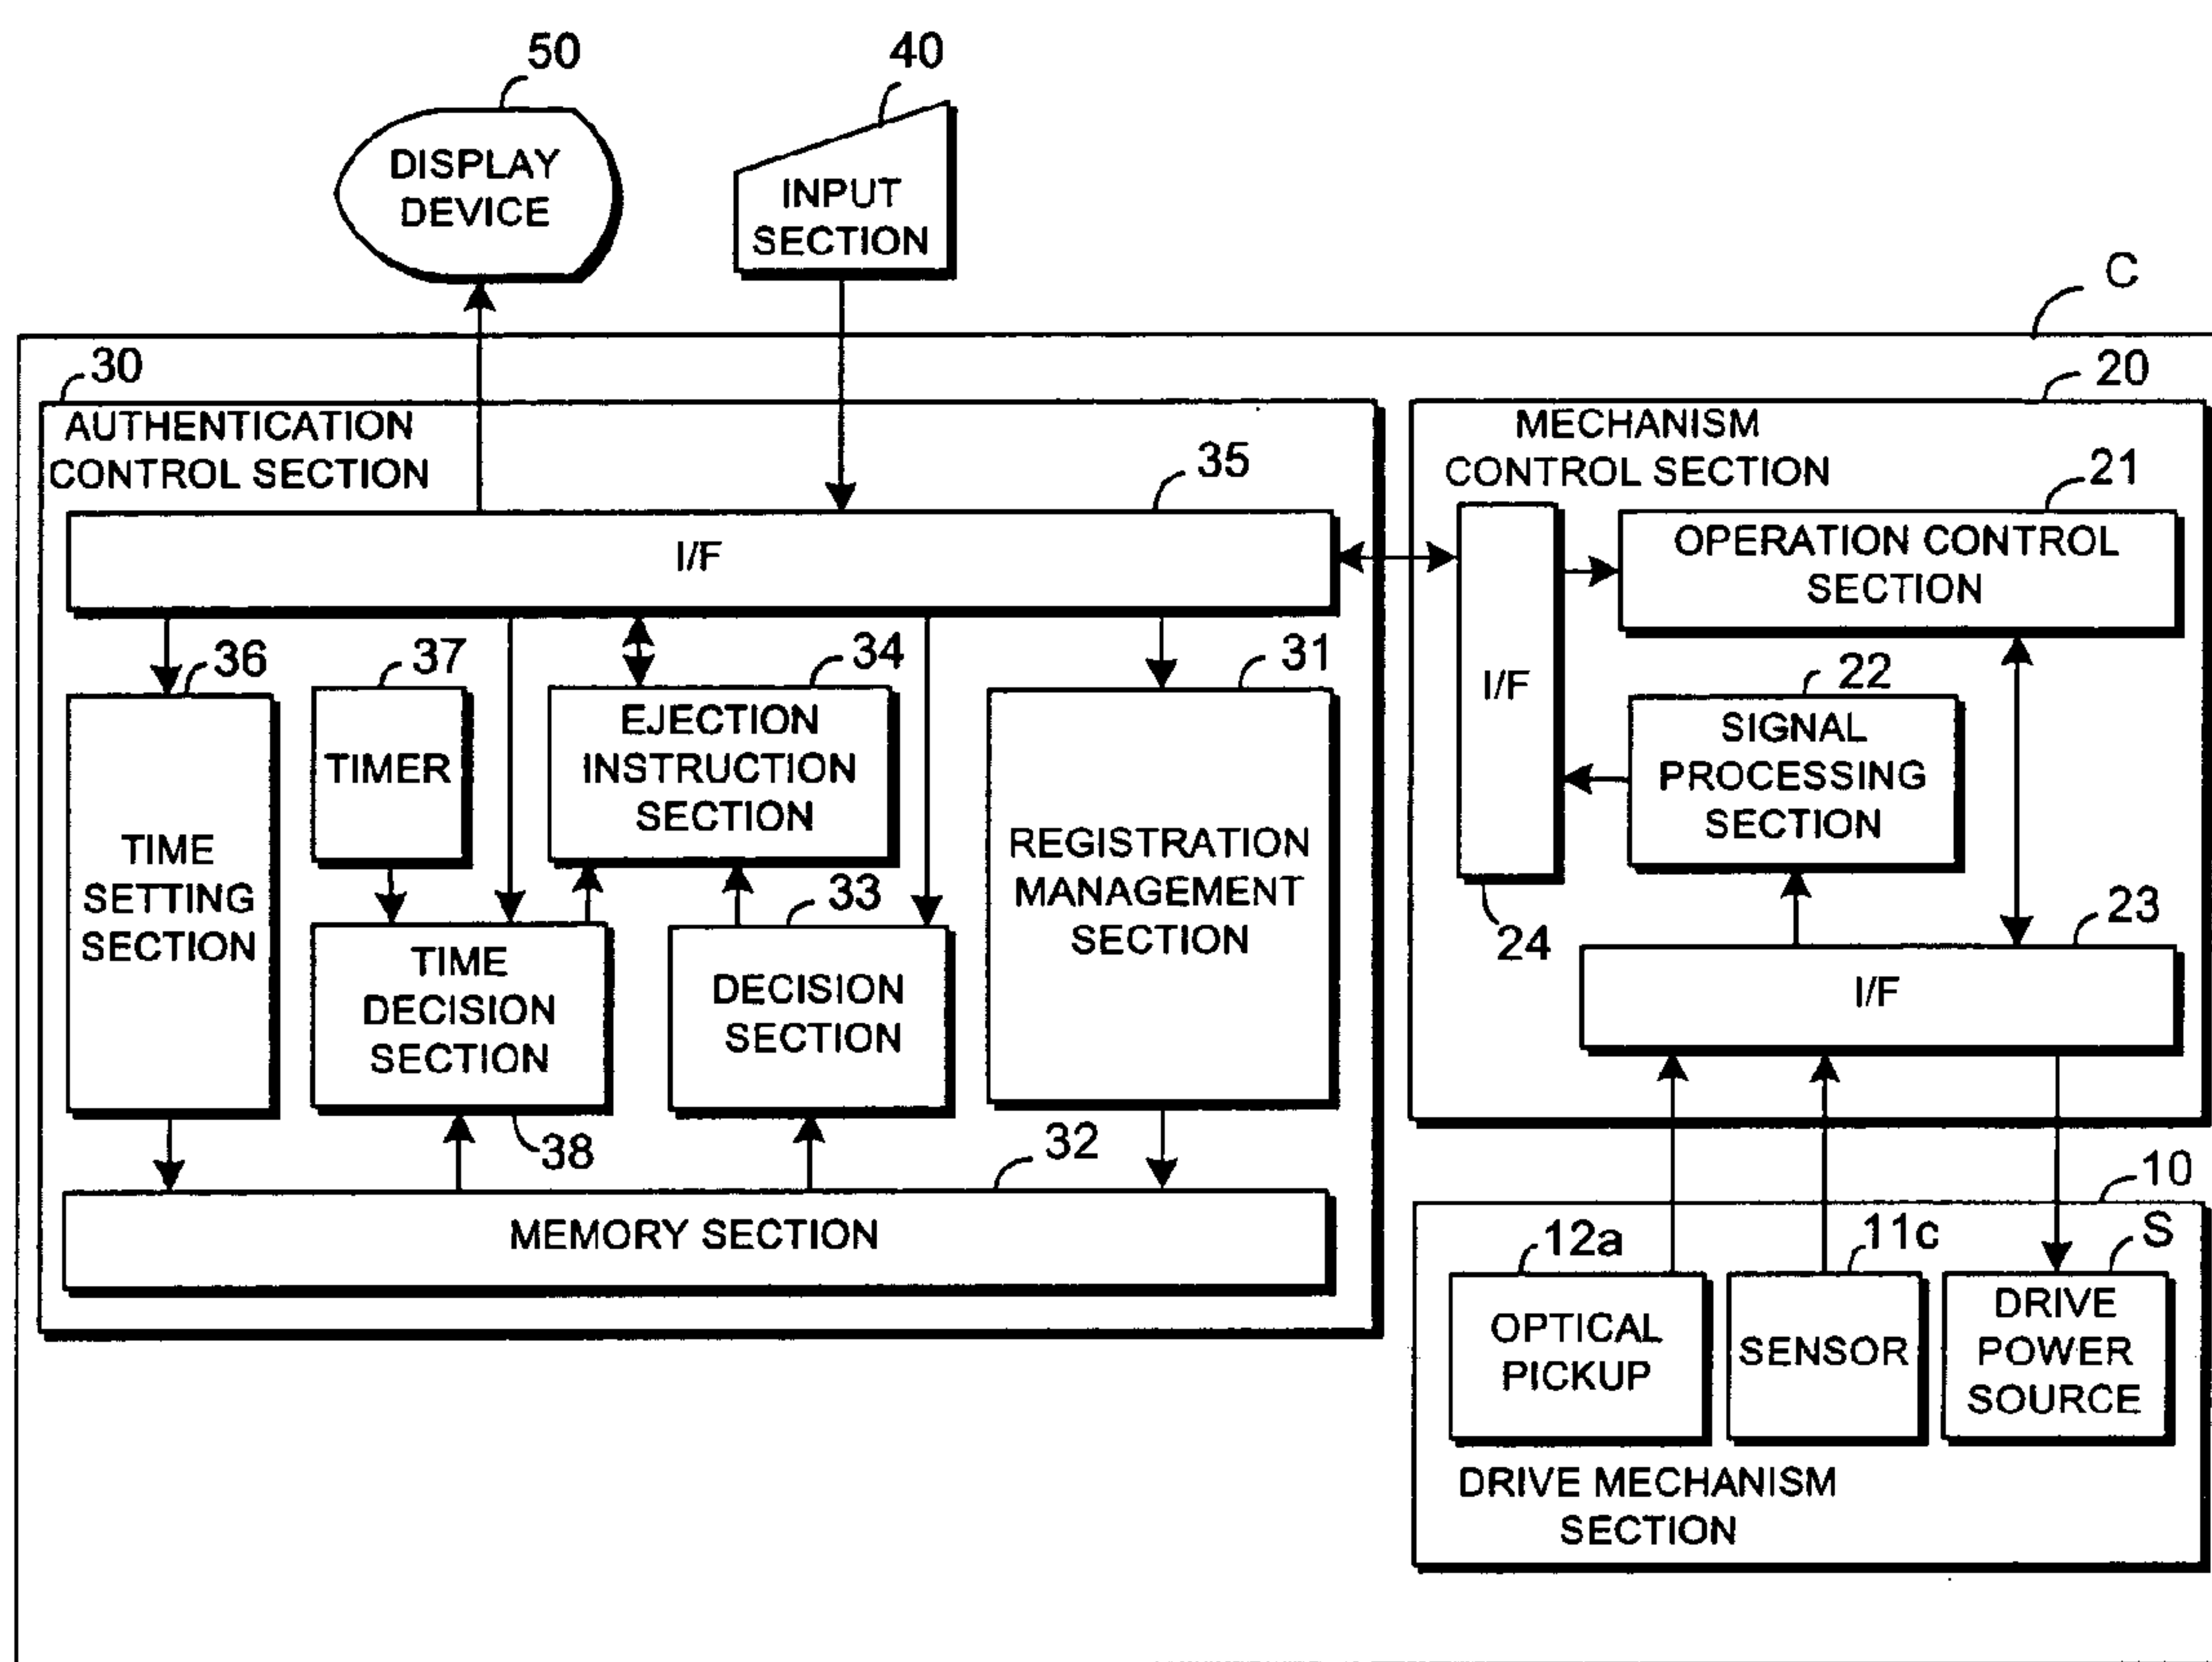 50
40
DISPLAY
DEVICE
INPUT
SECTION
C
30
20
AUTHENTICATION
CONTROL SECTION
MECHANISM
CONTROL SECTION
35
21
I/F
OPERATION CONTROL
SECTION
36
37
34
31
I/F
22
TIME
SETTING
SECTION
TIMER
EJECTION
INSTRUCTION
SECTION
REGISTRATION
MANAGEMENT
SECTION
SIGNAL
PROCESSING
SECTION
33
24
23
TIME
DECISION
SECTION
DECISION
SECTION
I/F
38
32
10
MEMORY SECTION
12a
11c
S
OPTICAL
PICKUP
SENSOR
DRIVE
POWER
SOURCE
DRIVE MECHANISM
SECTION